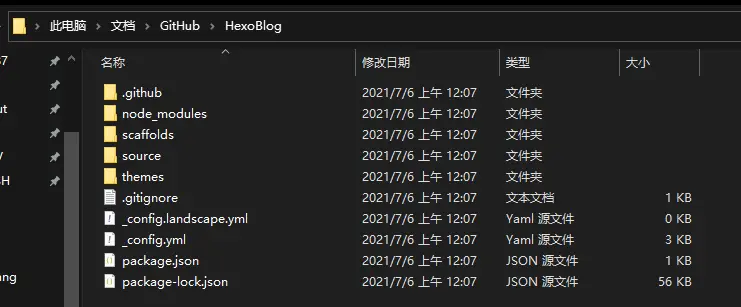 此电脑 文档 GitHub HexoBlog
名称 修改日期 类型 大小
.github 2021/7/6 上午 12:07 文件夹
node_modules 2021/7/6 上午 12:07 文件夹
scaffolds 2021/7/6 上午 12:07 文件夹
source 2021/7/6 上午 12:07 文件夹
themes 2021/7/6 上午 12:07 文件夹
.gitignore 2021/7/6 上午 12:07 文本文档 1 KB
_config.landscape.yml 2021/7/6 上午 12:07 Yaml 源文件 0 KB
_config.yml 2021/7/6 上午 12:07 Yaml 源文件 3 KB
package.json 2021/7/6 上午 12:07 JSON 源文件 1 KB
package-lock.json 2021/7/6 上午 12:07 JSON 源文件 56 KB